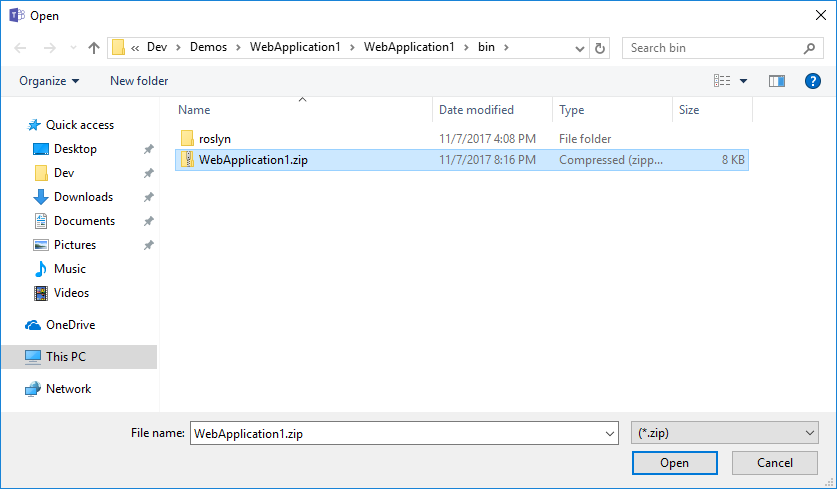 Open
« Dev > Demos > WebApplication1 > WebApplication1 > bin >
Search bin
Organize
New folder
Name
Date modified
Type
Size
Quick access
Desktop
Dev
Downloads
Documents
Pictures
Music
Videos
OneDrive
This PC
Network
roslyn 11/7/2017 4:08 PM File folder
WebApplication1.zip 11/7/2017 8:16 PM Compressed (zipp... 8 KB
File name: WebApplication1.zip
(*.zip)
Open
Cancel